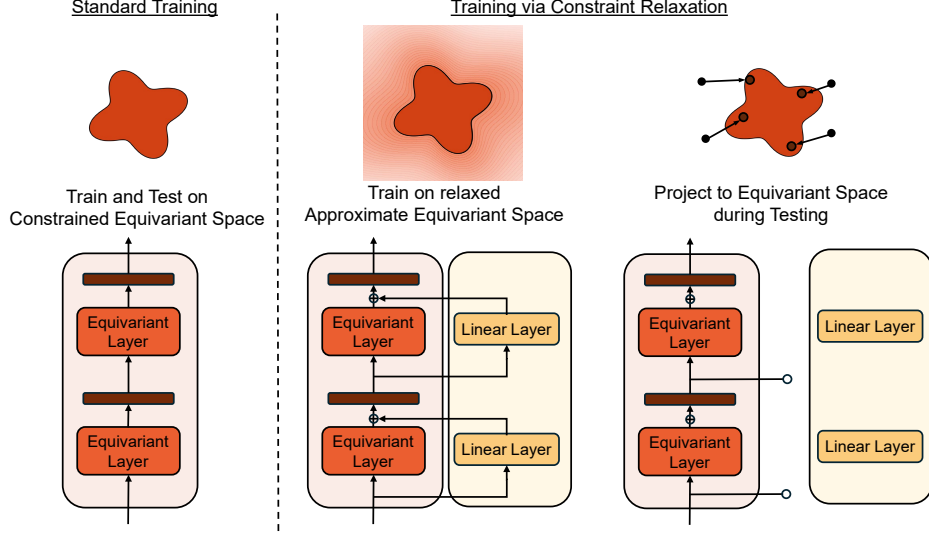 Standard Training
Training via Constraint Relaxation
Train and Test on
Constrained Equivariant Space
Train on relaxed
Approximate Equivariant Space
Project to Equivariant Space
during Testing
Equivariant
Layer
Equivariant
Layer
Equivariant
Layer
Linear Layer
Equivariant
Layer
Linear Layer
Equivariant
Layer
Linear Layer
Equivariant
Layer
Linear Layer